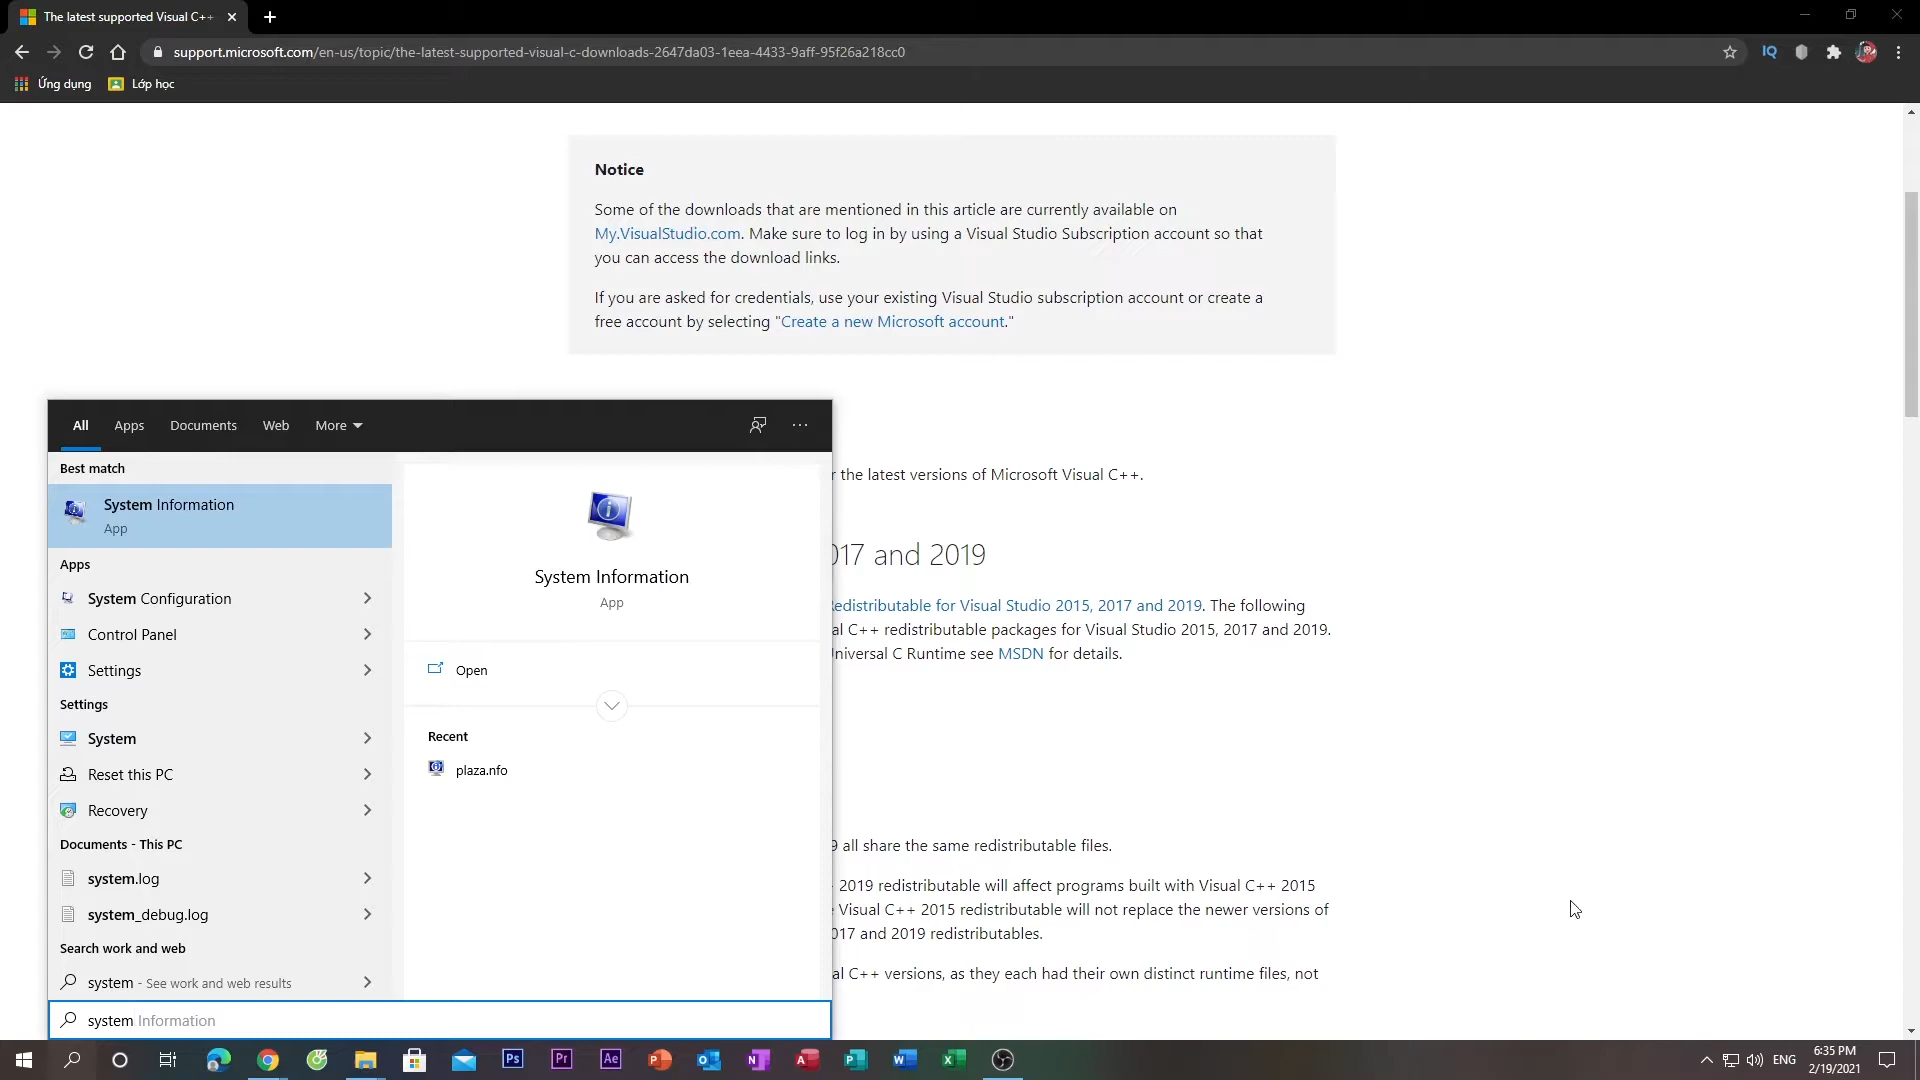 The latest supported Visual C++
support.microsoft.com/en-us/topic/the-latest-supported-visual-c-downloads-2647da03-1eea-4433-9aff-95f26a218cc0
IQ
Ứng dụng
Lớp học
Notice
Some of the downloads that are mentioned in this article are currently available on
My.VisualStudio.com. Make sure to log in by using a Visual Studio Subscription account so that
you can access the download links.
If you are asked for credentials, use your existing Visual Studio subscription account or create a
free account by selecting "Create a new Microsoft account."
r the latest versions of Microsoft Visual C++.
017 and 2019
Redistributable for Visual Studio 2015, 2017 and 2019. The following
al C++ redistributable packages for Visual Studio 2015, 2017 and 2019.
Universal C Runtime see MSDN for details.
9 all share the same redistributable files.
2019 redistributable will affect programs built with Visual C++ 2015
Visual C++ 2015 redistributable will not replace the newer versions of
017 and 2019 redistributables.
al C++ versions, as they each had their own distinct runtime files, not
All
Apps
Documents
Web
More
Best match
System Information
App
Apps
System Configuration
Control Panel
Settings
Settings
System
Reset this PC
Recovery
Documents - This PC
system.log
system_debug.log
Search work and web
system - See work and web results
system Information
System Information
App
Open
Recent
plaza.nfo
Ps
Pr
Ae
ENG
6:35 PM
2/19/2021